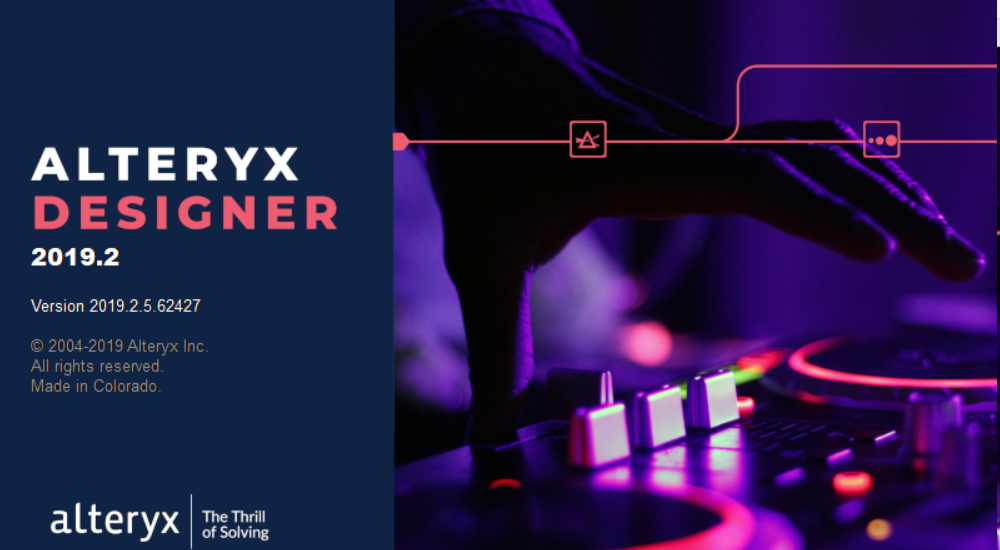 ALTERYX
DESIGNER
2019.2
Version 2019.2.5.62427
© 2004-2019 Alteryx Inc.
All rights reserved.
Made in Colorado.
alteryx
The Thrill
of Solving